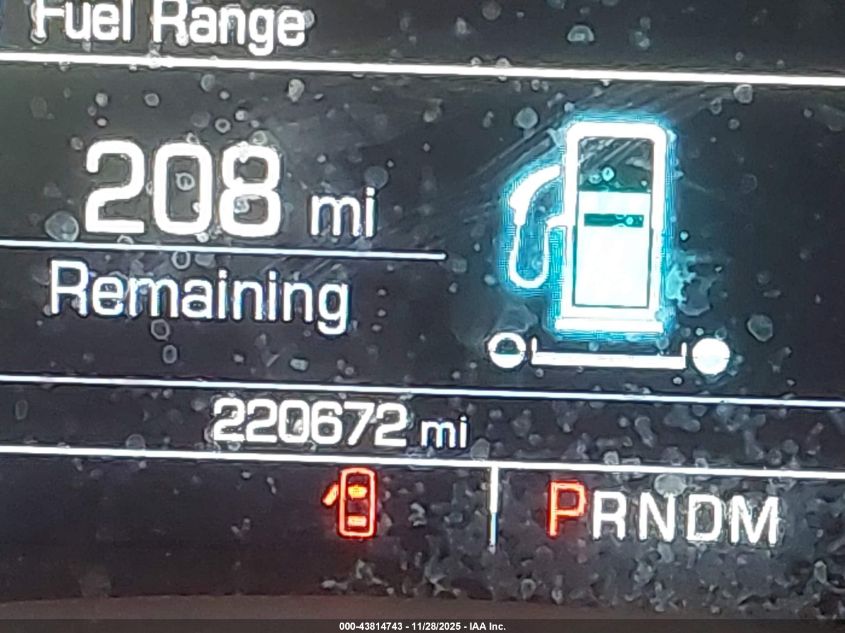 Fuel Range
208 mi
Remaining
220672 mi
PRNDM
000-43814743 - 11/28/2025 - IAA Inc.